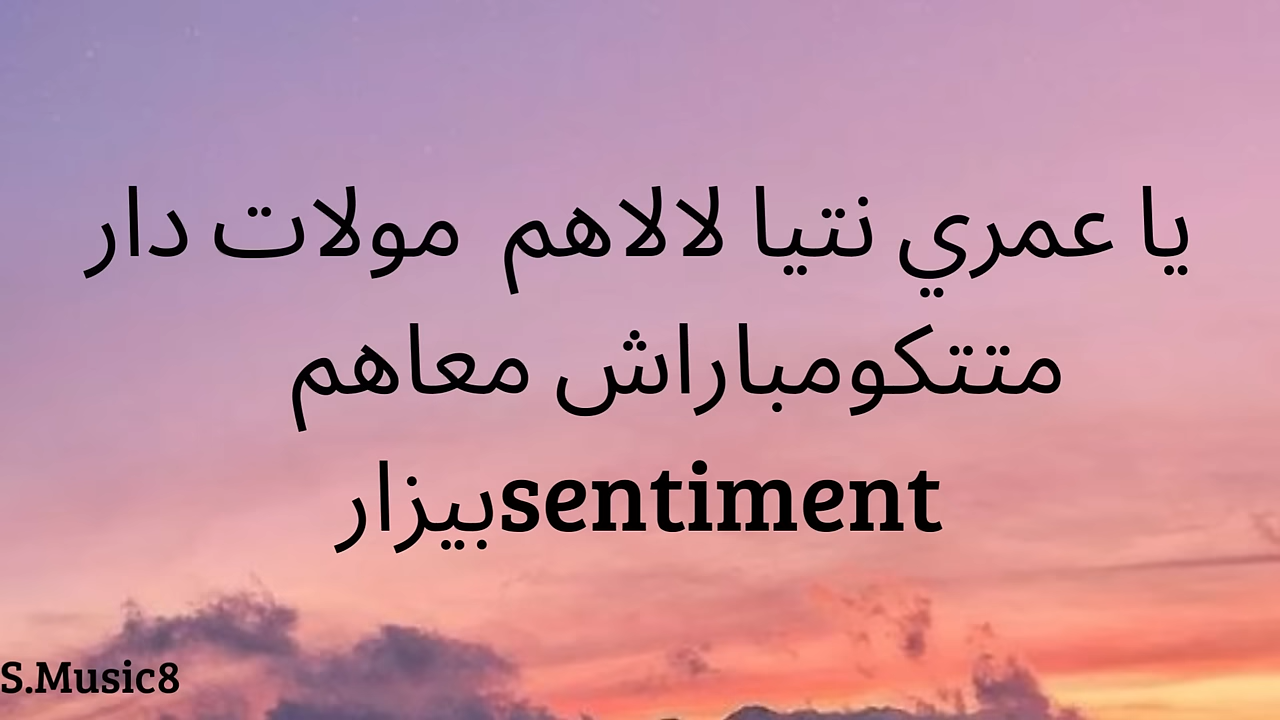 يا عمري نتيا لالاهم مولات دار
متتكومباراش معاهم
sentimentبيزار
S.Music8